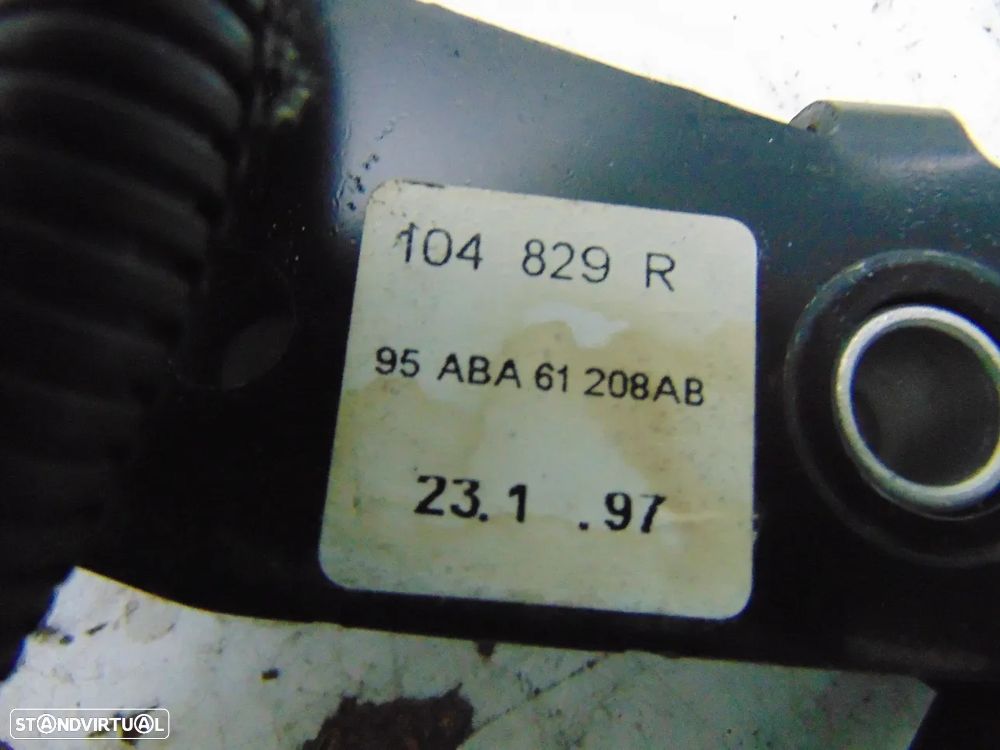 104 829 R
95 ABA 61 208AB
23.1 .97
STANDVIRTUAL